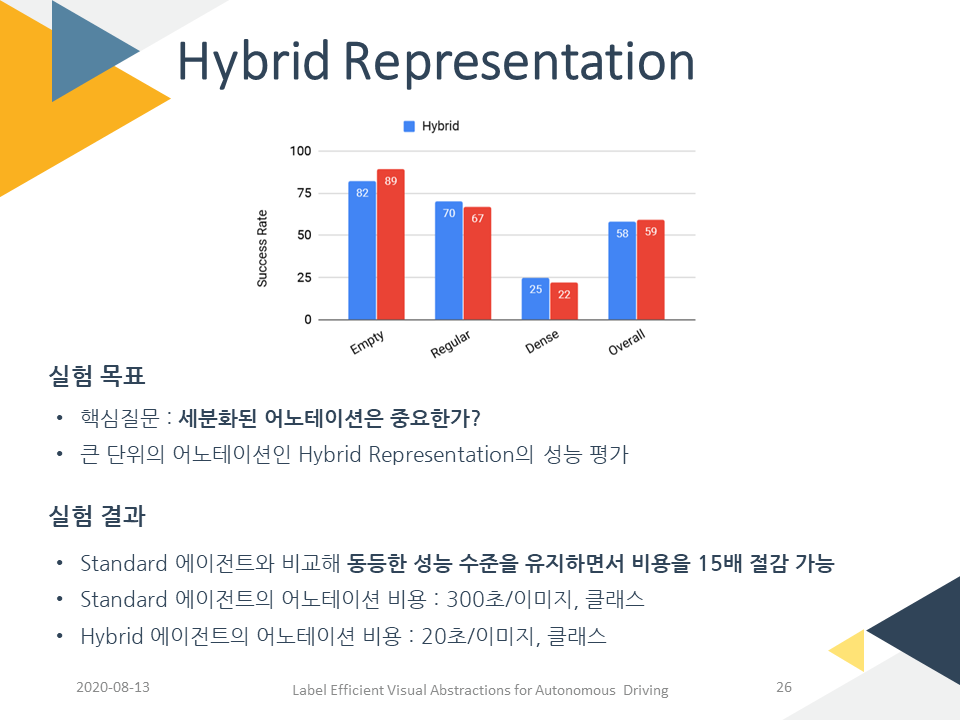 Hybrid Representation
Hybrid
100
75
50
25
0
Success Rate
82
89
70
67
25
22
58
59
Empty
Regular
Dense
Overall
실험 목표
• 핵심질문 : 세분화된 어노테이션은 중요한가?
• 큰 단위의 어노테이션인 Hybrid Representation의 성능 평가
실험 결과
• Standard 에이전트와 비교해 동등한 성능 수준을 유지하면서 비용을 15배 절감 가능
• Standard 에이전트의 어노테이션 비용 : 300초/이미지, 클래스
• Hybrid 에이전트의 어노테이션 비용 : 20초/이미지, 클래스
2020-08-13
Label Efficient Visual Abstractions for Autonomous Driving
26